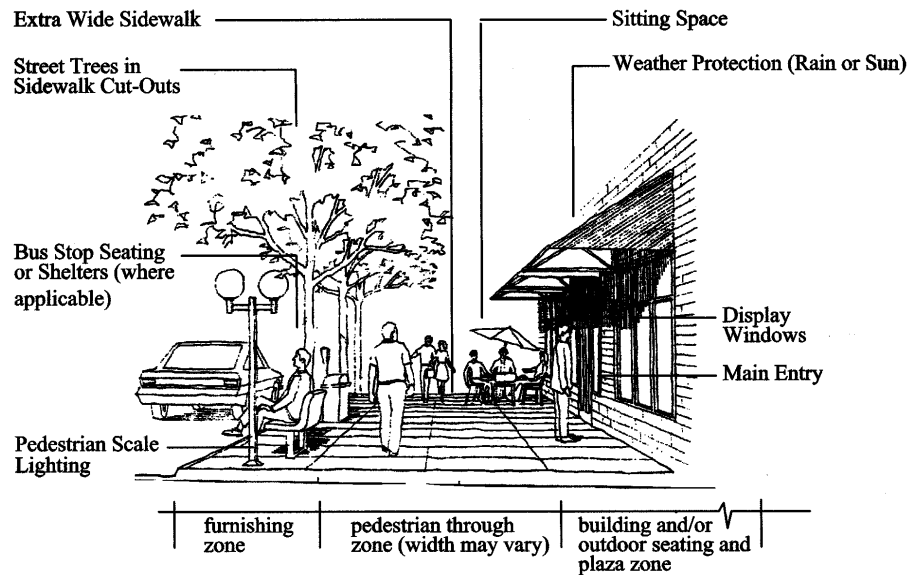 Extra Wide Sidewalk
Sitting Space
Street Trees in
Sidewalk Cut-Outs
Weather Protection (Rain or Sun)
Bus Stop Seating
or Shelters (where
applicable)
Display
Windows
Main Entry
Pedestrian Scale
Lighting
furnishing
zone
pedestrian through
zone (width may vary)
building and/or
outdoor seating and
plaza zone